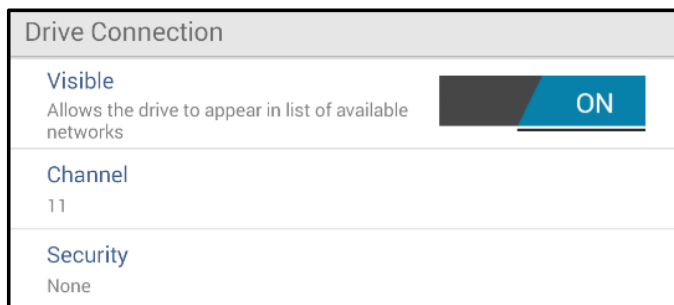 Drive Connection
Visible
Allows the drive to appear in list of available
networks
ON
Channel
11
Security
None